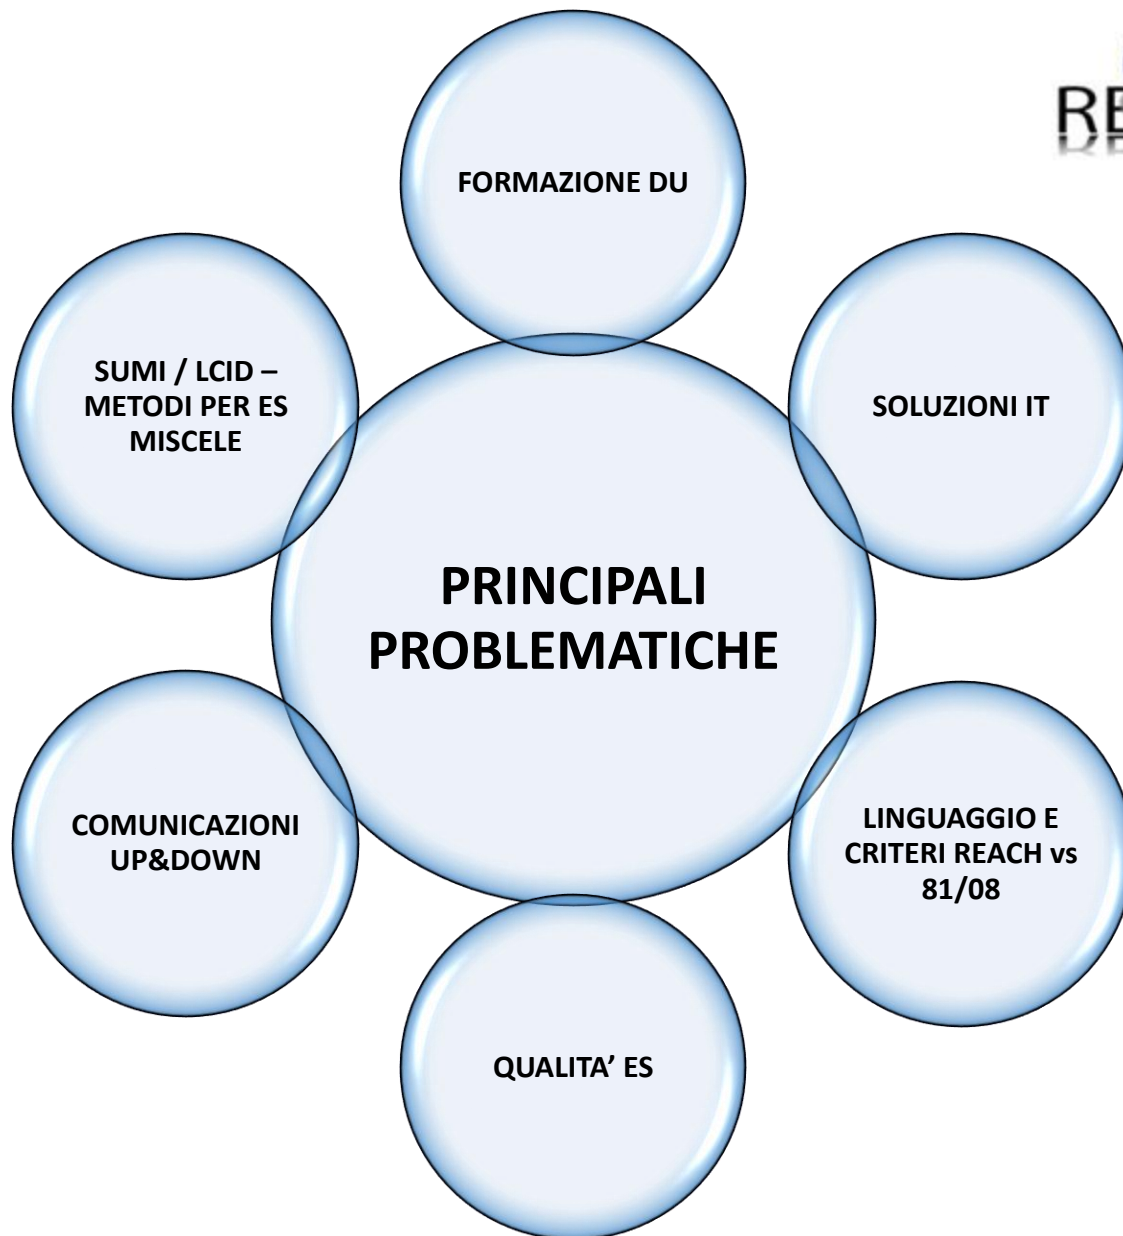 FORMAZIONE DU
SUMI / LCID –
METODI PER ES
MISCELE
SOLUZIONI IT
PRINCIPALI
PROBLEMATICHE
COMUNICAZIONI
UP&DOWN
LINGUAGGIO E
CRITERI REACH vs
81/08
QUALITA’ ES